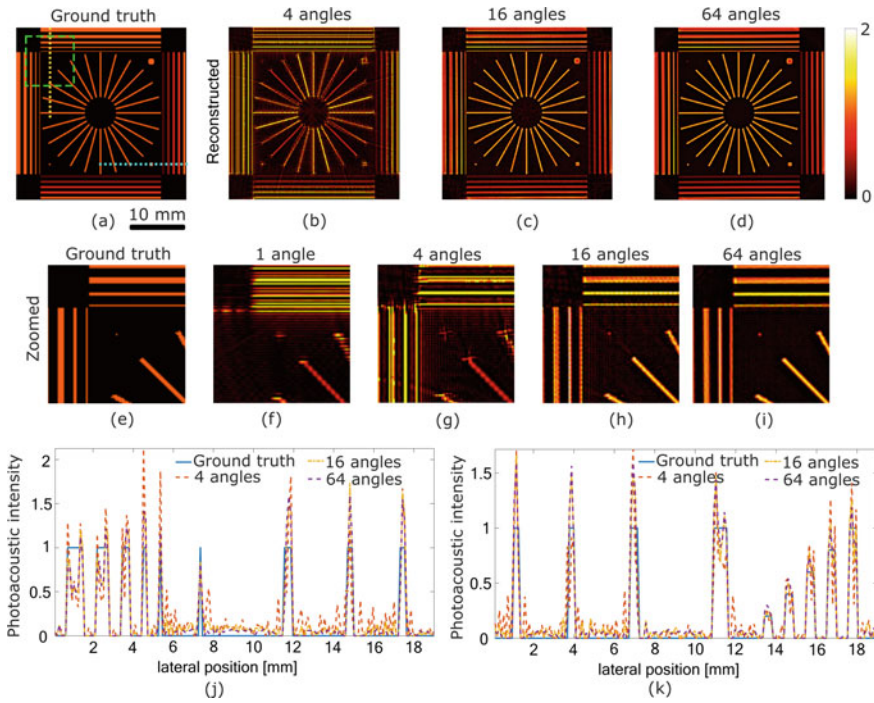 Ground truth
4 angles
16 angles
64 angles
Reconstructed
2
0
(a)
(b)
(c)
(d)
10 mm
Ground truth
1 angle
4 angles
16 angles
64 angles
Zoomed
(e)
(f)
(g)
(h)
(i)
Photoacoustic intensity
2
1.5
1
0.5
0
Ground truth
16 angles
4 angles
64 angles
2 4 6 8 10 12 14 16 18
lateral position [mm]
(j)
Photoacoustic intensity
1.5
1
0.5
0
Ground truth
16 angles
4 angles
64 angles
2 4 6 8 10 12 14 16 18
lateral position [mm]
(k)